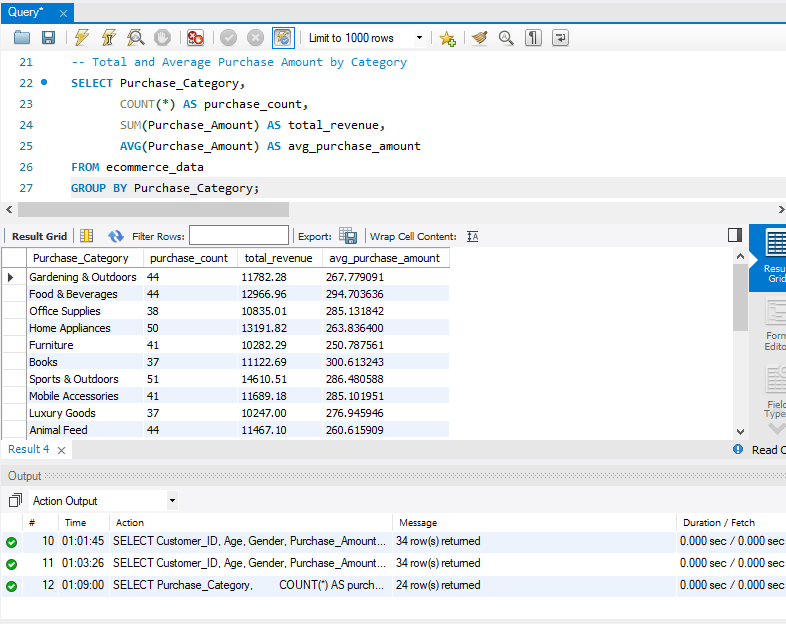 Query*
Limit to 1000 rows
21 -- Total and Average Purchase Amount by Category
22 SELECT Purchase_Category,
23 COUNT(*) AS purchase_count,
24 SUM(Purchase_Amount) AS total_revenue,
25 AVG(Purchase_Amount) AS avg_purchase_amount
26 FROM ecommerce_data
27 GROUP BY Purchase_Category;
Result Grid Filter Rows: Export: Wrap Cell Content:
Purchase_Category purchase_count total_revenue avg_purchase_amount
Gardening & Outdoors 44 11782.28 267.779091
Food & Beverages 44 12966.96 294.703636
Office Supplies 38 10835.01 285.131842
Home Appliances 50 13191.82 263.836400
Furniture 41 10282.29 250.787561
Books 37 11122.69 300.613243
Sports & Outdoors 51 14610.51 286.480588
Mobile Accessories 41 11689.18 285.101951
Luxury Goods 37 10247.00 276.945946
Animal Feed 44 11467.10 260.615909
Resu
Grid
Forn
Edito
Field
Type
Result 4
Read C
Output
Action Output
# Time Action Message Duration / Fetch
10 01:01:45 SELECT Customer_ID, Age, Gender, Purchase_Amount... 34 row(s) returned 0.000 sec / 0.000 sec
11 01:03:26 SELECT Customer_ID, Age, Gender, Purchase_Amount... 34 row(s) returned 0.000 sec / 0.000 sec
12 01:09:00 SELECT Purchase_Category, COUNT(*) AS purch... 24 row(s) returned 0.000 sec / 0.000 sec